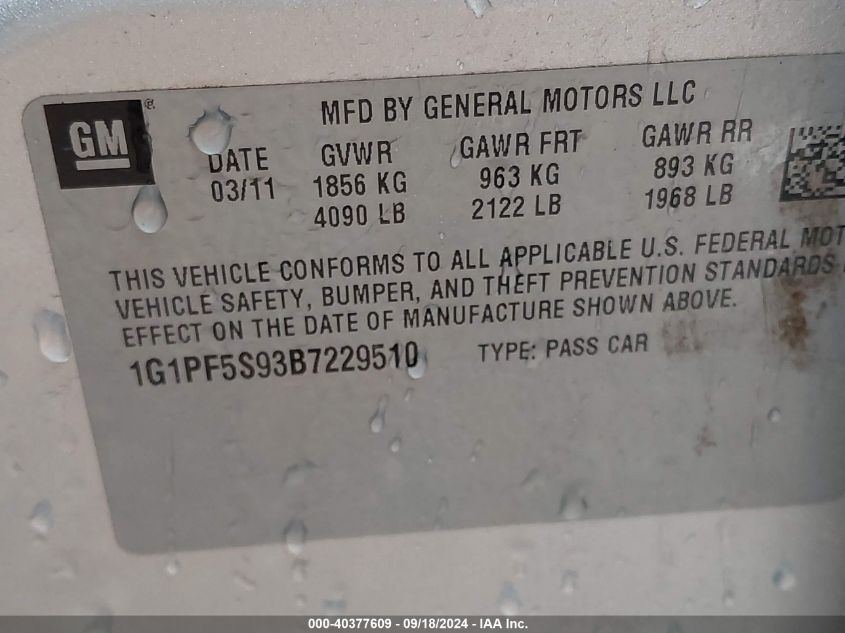 MFD BY GENERAL MOTORS LLC
GM ®
DATE GVWR GAWR FRT GAWR RR
03/11 1856 KG 963 KG 893 KG
4090 LB 2122 LB 1968 LB
THIS VEHICLE CONFORMS TO ALL APPLICABLE U.S. FEDERAL MOT
VEHICLE SAFETY, BUMPER, AND THEFT PREVENTION STANDARDS
EFFECT ON THE DATE OF MANUFACTURE SHOWN ABOVE.
1G1PF5S93B7229510 TYPE: PASS CAR
000-40377609 - 09/18/2024 - IAA Inc.